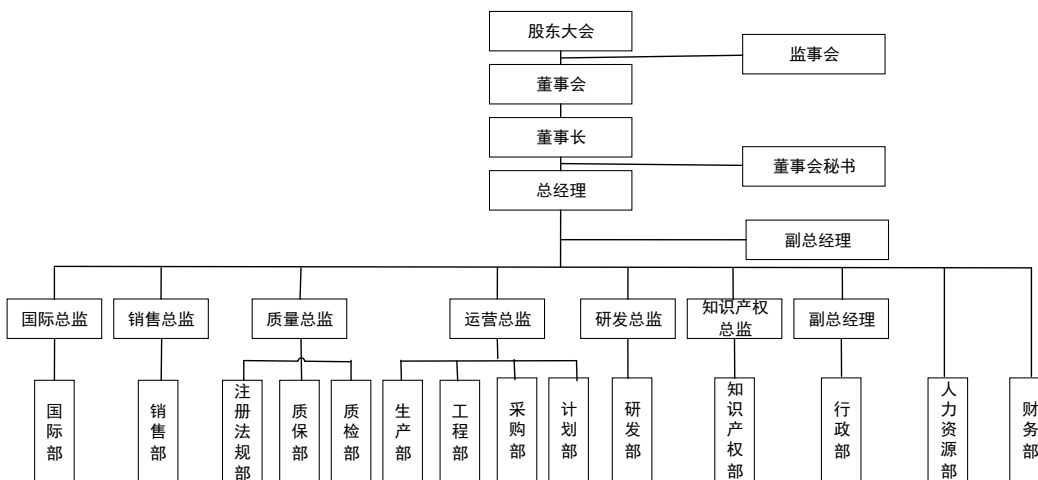 股东大会
监事会
董事会
董事长
董事会秘书
总经理
副总经理
国际总监
销售总监
质量总监
运营总监
研发总监
知识产权
总监
副总经理
国际部
销售部
注册法规部
质保部
质检部
生产部
工程部
采购部
计划部
研发部
知识产权部
行政部
人力资源部
财务部